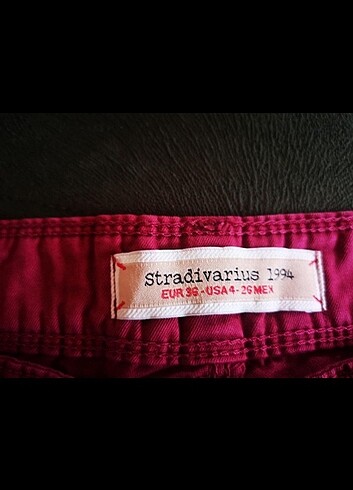 Stradivarius 1994
EUR 36-USA 4-26 MEX